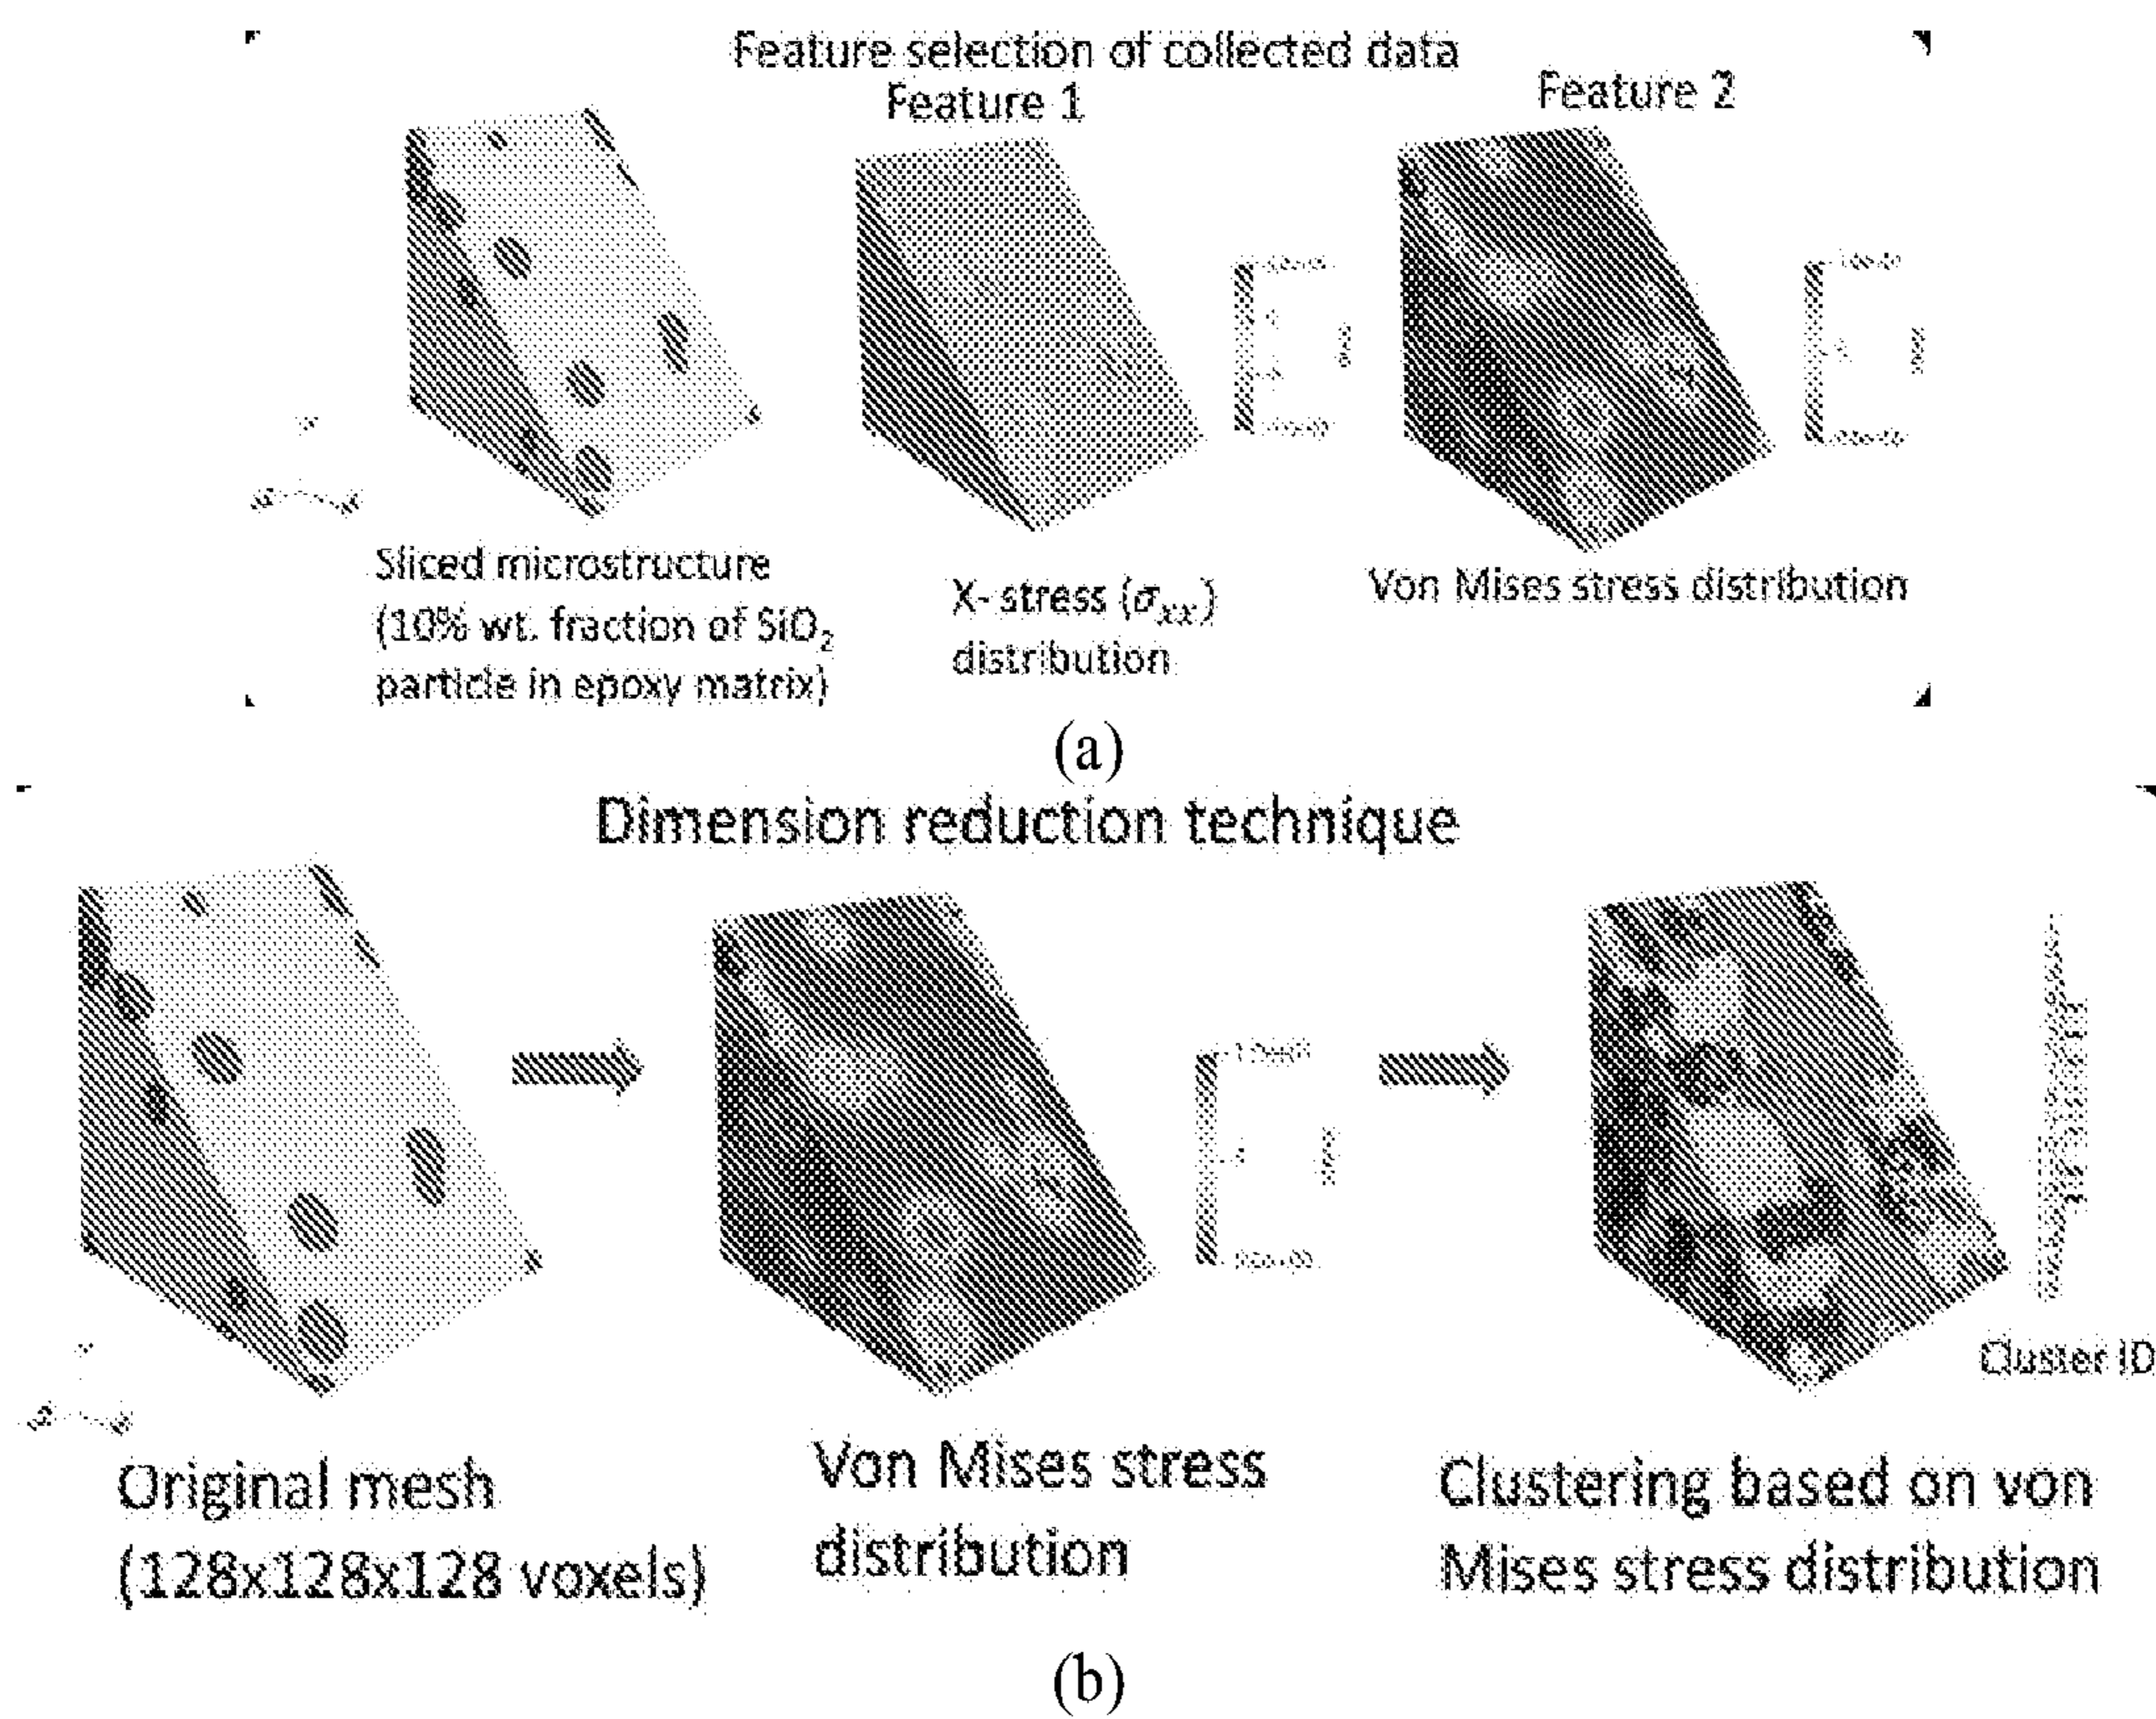 Feature selection of collected data
Feature 1
Feature 2
Sliced microstructure
(10% wt. fraction of SiO₂
particle in epoxy matrix)
X- stress (σₓₓ)
distribution
Von Mises stress distribution
(a)
Dimension reduction technique
Cluster ID
Original mesh
(128x128x128 voxels)
Von Mises stress
distribution
Clustering based on von
Mises stress distribution
(b)